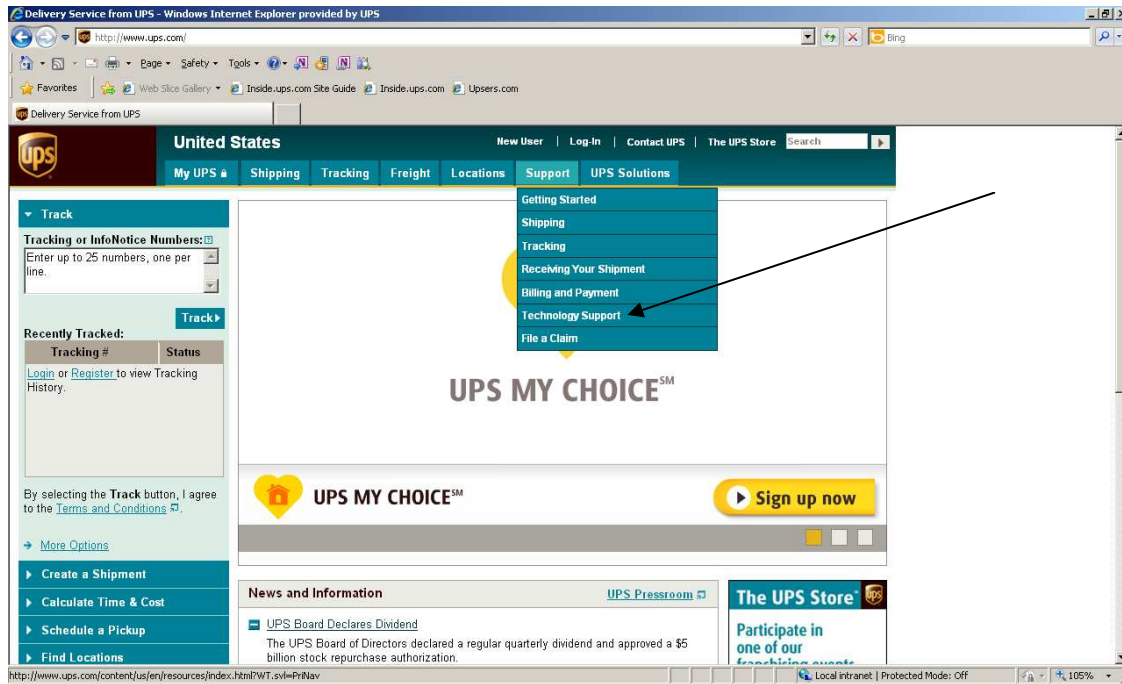 Delivery Service from UPS - Windows Internet Explorer provided by UPS
http://www.ups.com/
Bing
Page Safety Tools
Favorites Web Slice Gallery Inside.ups.com Site Guide Inside.ups.com Upsers.com
Delivery Service from UPS
ups
United States
New User | Log-In | Contact UPS | The UPS Store Search
My UPS Shipping Tracking Freight Locations Support UPS Solutions
Getting Started
Shipping
Tracking
Receiving Your Shipment
Billing and Payment
Technology Support
File a Claim
Track
Tracking or InfoNotice Numbers:
Enter up to 25 numbers, one per
line.
Track
Recently Tracked:
Tracking # Status
Login or Register to view Tracking
History.
By selecting the Track button, I agree
to the Terms and Conditions.
More Options
Create a Shipment
Calculate Time & Cost
Schedule a Pickup
Find Locations
UPS MY CHOICE℠
UPS MY CHOICE℠
Sign up now
News and Information
UPS Pressroom
UPS Board Declares Dividend
The UPS Board of Directors declared a regular quarterly dividend and approved a $5
billion stock repurchase authorization.
The UPS Store
ups
Participate in
one of our
franchising events
http://www.ups.com/content/us/en/resources/index.html?WT.svl=PriNav
Local intranet | Protected Mode: Off
105%